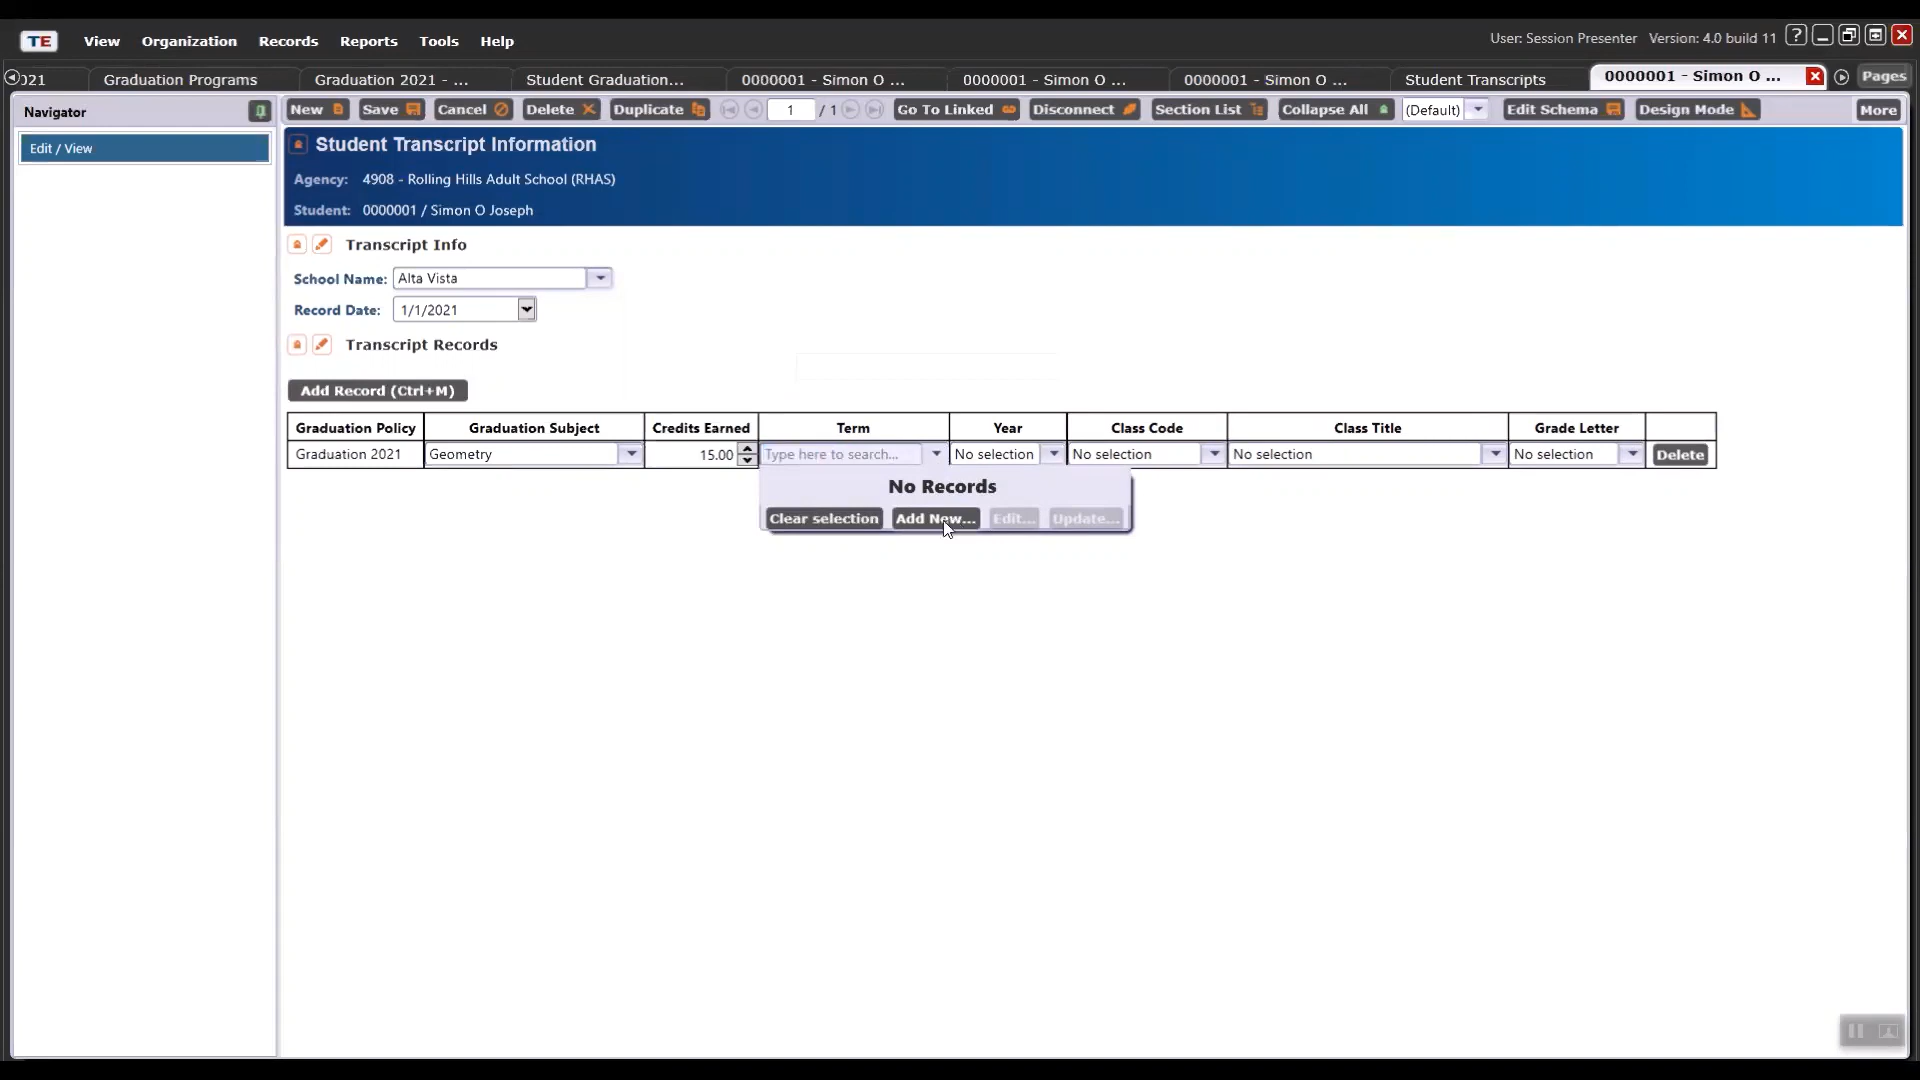 TE View Organization Records Reports Tools Help User: Session Presenter Version: 4.0 build 11 ?
021 Graduation Programs Graduation 2021 - ... Student Graduation... 0000001 - Simon O ... 0000001 - Simon O ... 0000001 - Simon O ... Student Transcripts 0000001 - Simon O ... Pages
Navigator
New Save Cancel Delete Duplicate 1 / 1 Go To Linked Disconnect Section List Collapse All (Default) Edit Schema Design Mode More
Edit / View
Student Transcript Information
Agency: 4908 - Rolling Hills Adult School (RHAS)
Student: 0000001 / Simon O Joseph
Transcript Info
School Name: Alta Vista
Record Date: 1/1/2021
Transcript Records
Add Record (Ctrl+M)
Graduation Policy Graduation Subject Credits Earned Term Year Class Code Class Title Grade Letter
Graduation 2021 Geometry 15.00 Type here to search... No selection No selection No selection No selection Delete
No Records
Clear selection Add New... Edit... Update...